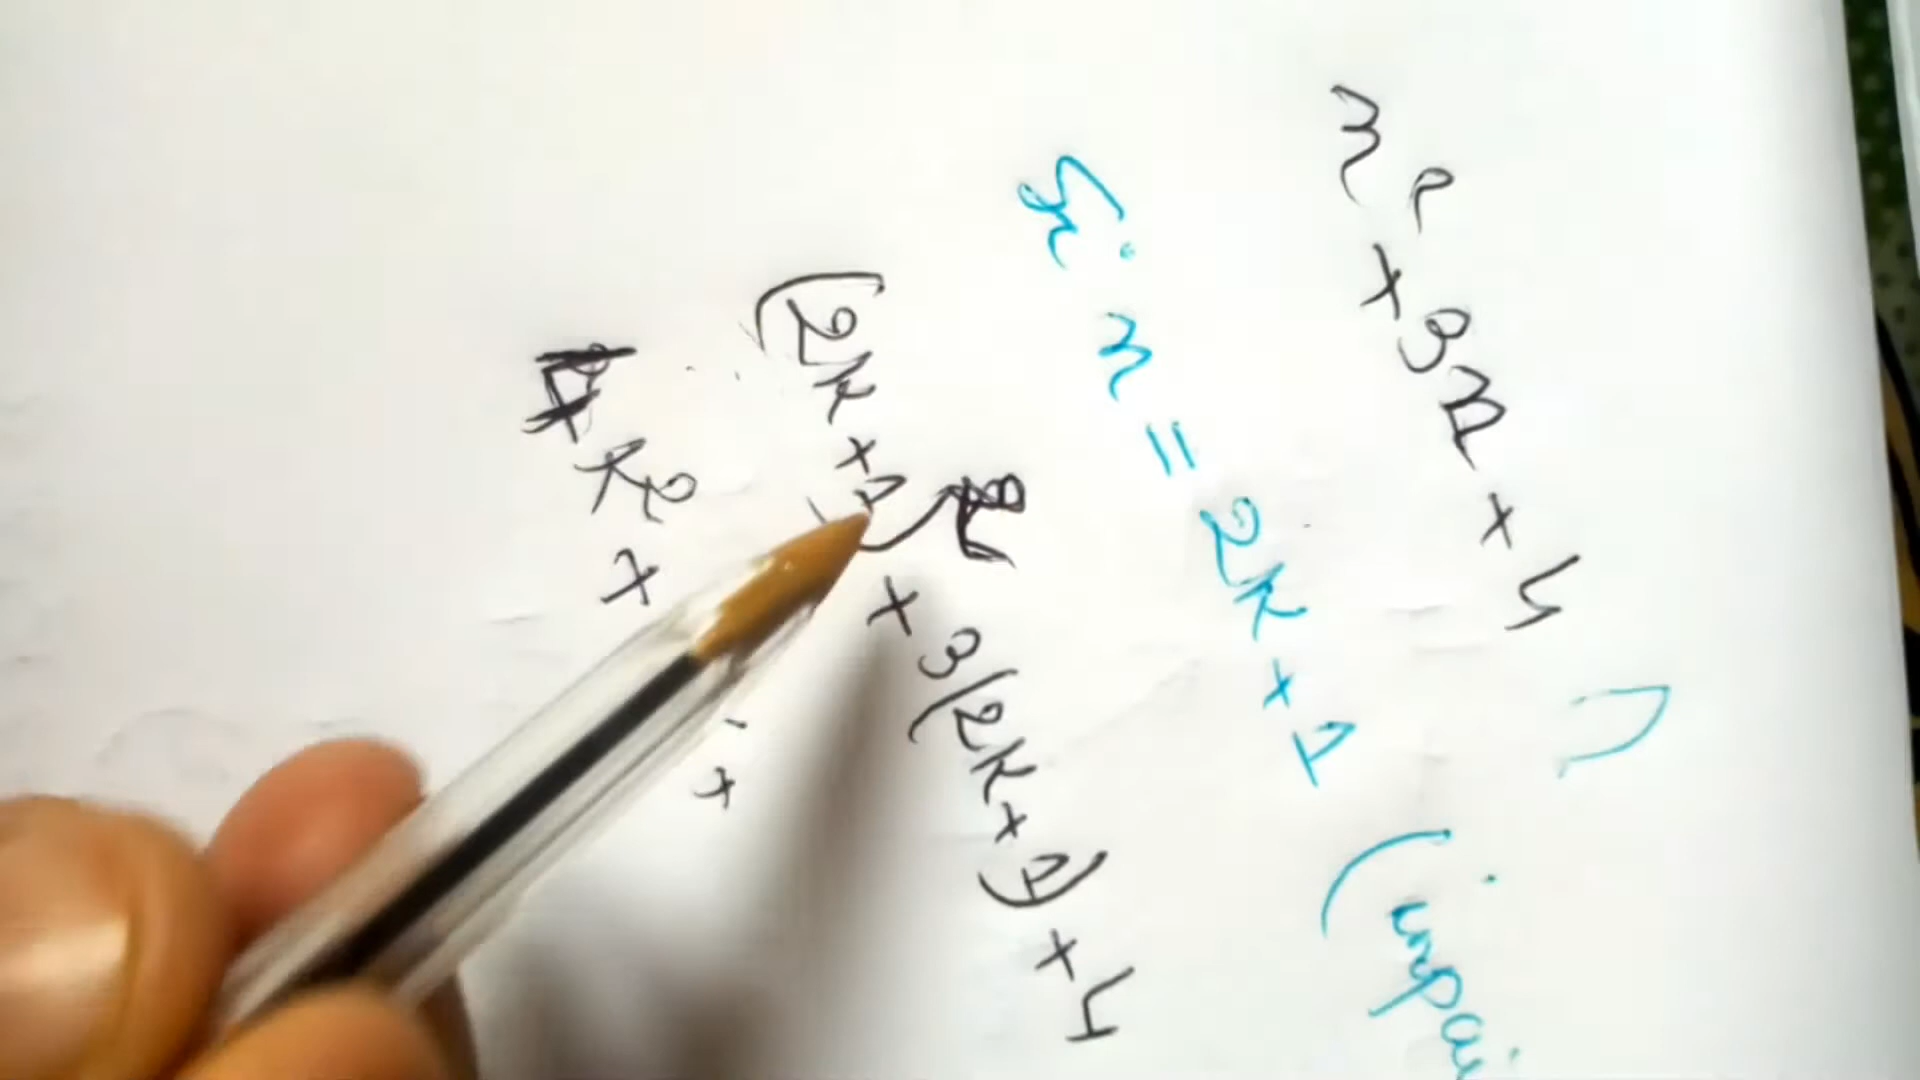 n² + 3n + 4
Si n = 2k + 1 (impai
(2k + 1)² + 3(2k + 1) + 4
4k² +
+